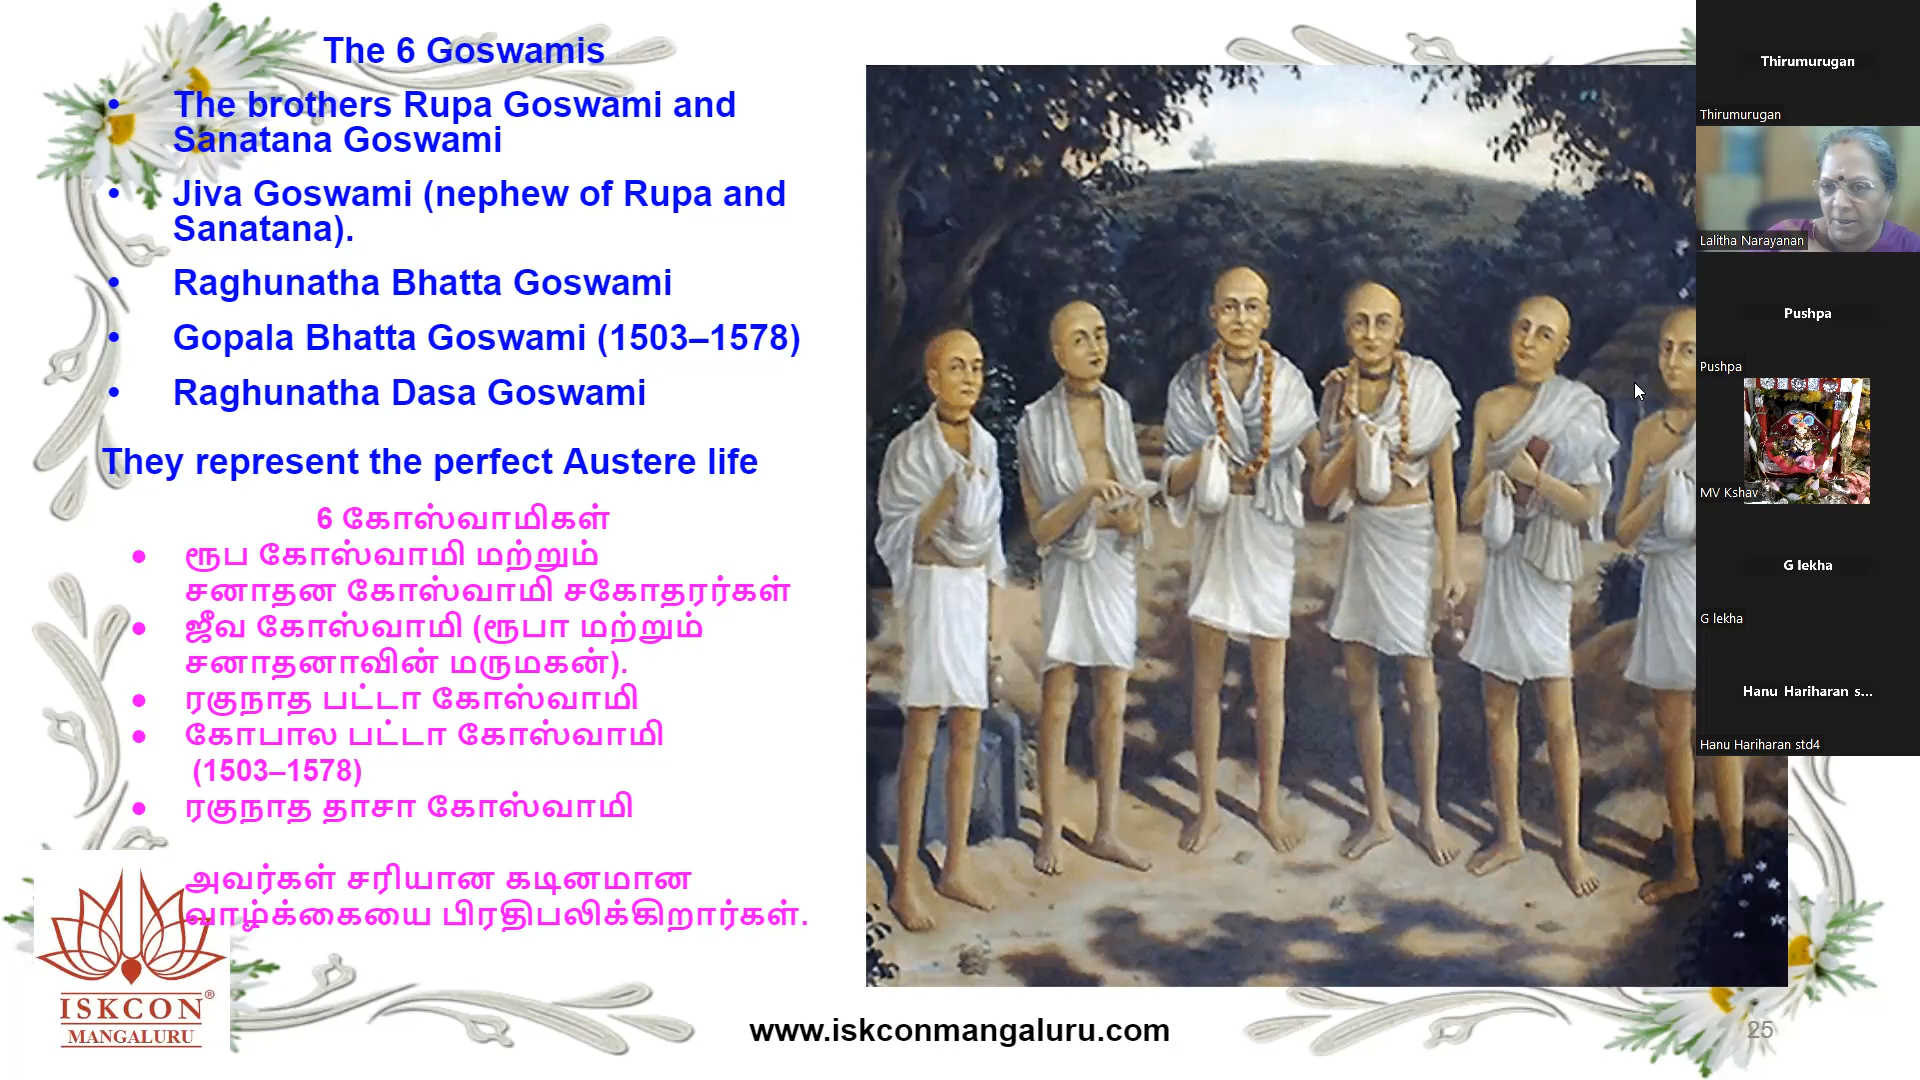 The 6 Goswamis
• The brothers Rupa Goswami and
Sanatana Goswami
• Jiva Goswami (nephew of Rupa and
Sanatana).
• Raghunatha Bhatta Goswami
• Gopala Bhatta Goswami (1503–1578)
• Raghunatha Dasa Goswami
They represent the perfect Austere life
6 கோஸ்வாமிகள்
• ரூப கோஸ்வாமி மற்றும்
சனாதன கோஸ்வாமி சகோதரர்கள்
• ஜீவ கோஸ்வாமி (ரூபா மற்றும்
சனாதனாவின் மருமகன்).
• ரகுநாத பட்டா கோஸ்வாமி
• கோபால பட்டா கோஸ்வாமி
(1503–1578)
• ரகுநாத தாசா கோஸ்வாமி
அவர்கள் சரியான கடினமான
வாழ்க்கையை பிரதிபலிக்கிறார்கள்.
ISKCON®
MANGALURU
www.iskconmangaluru.com
25
Thirumurugan
Thirumurugan
Lalitha Narayanan
Pushpa
Pushpa
MV Kshav
G lekha
G lekha
Hanu Hariharan s...
Hanu Hariharan std4